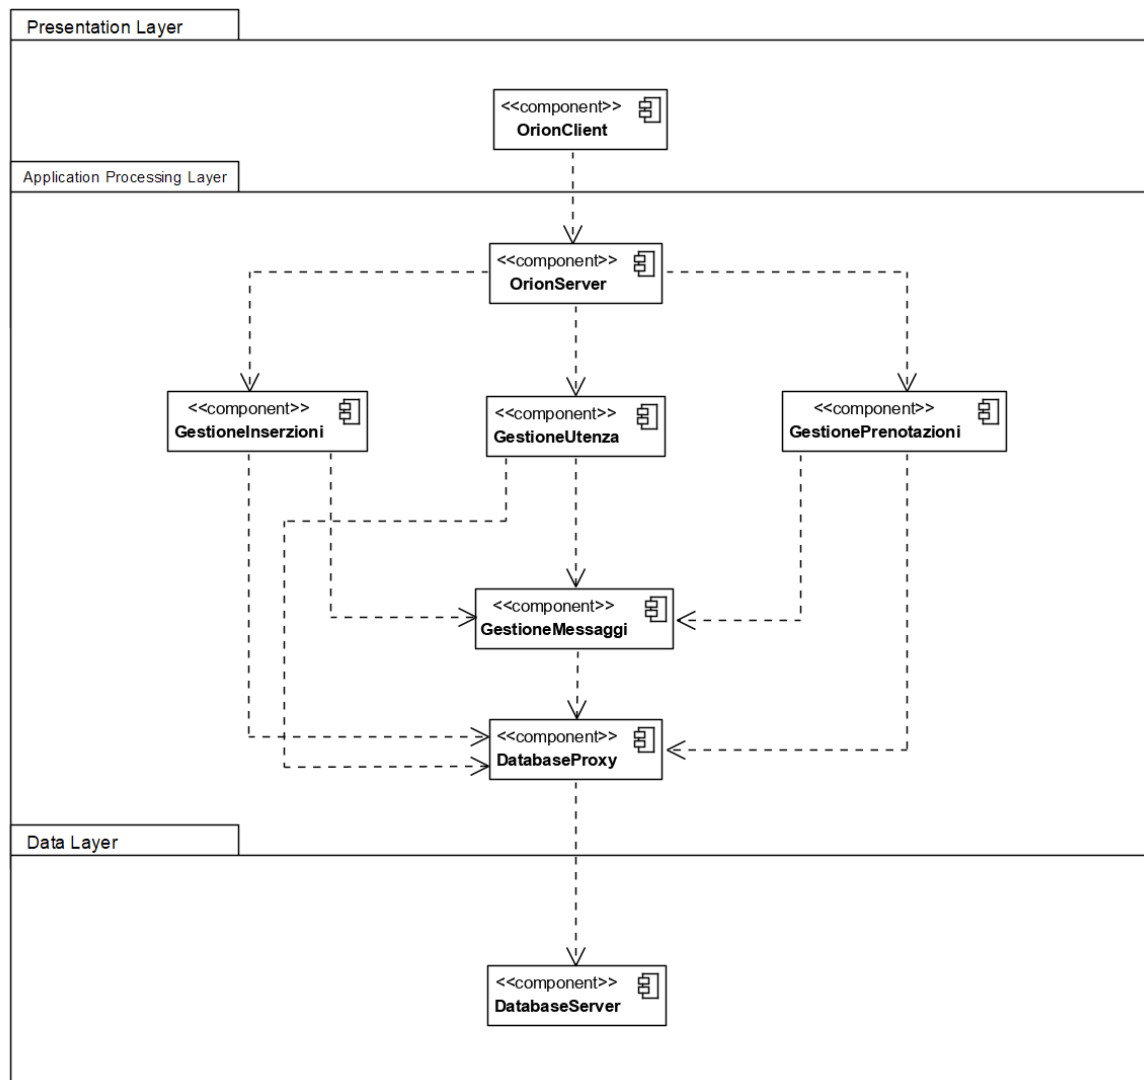 Presentation Layer
<<component>>
OrionClient
Application Processing Layer
<<component>>
OrionServer
<<component>>
GestioneInserzioni
<<component>>
GestioneUtenza
<<component>>
GestionePrenotazioni
<<component>>
GestioneMessaggi
<<component>>
DatabaseProxy
Data Layer
<<component>>
DatabaseServer